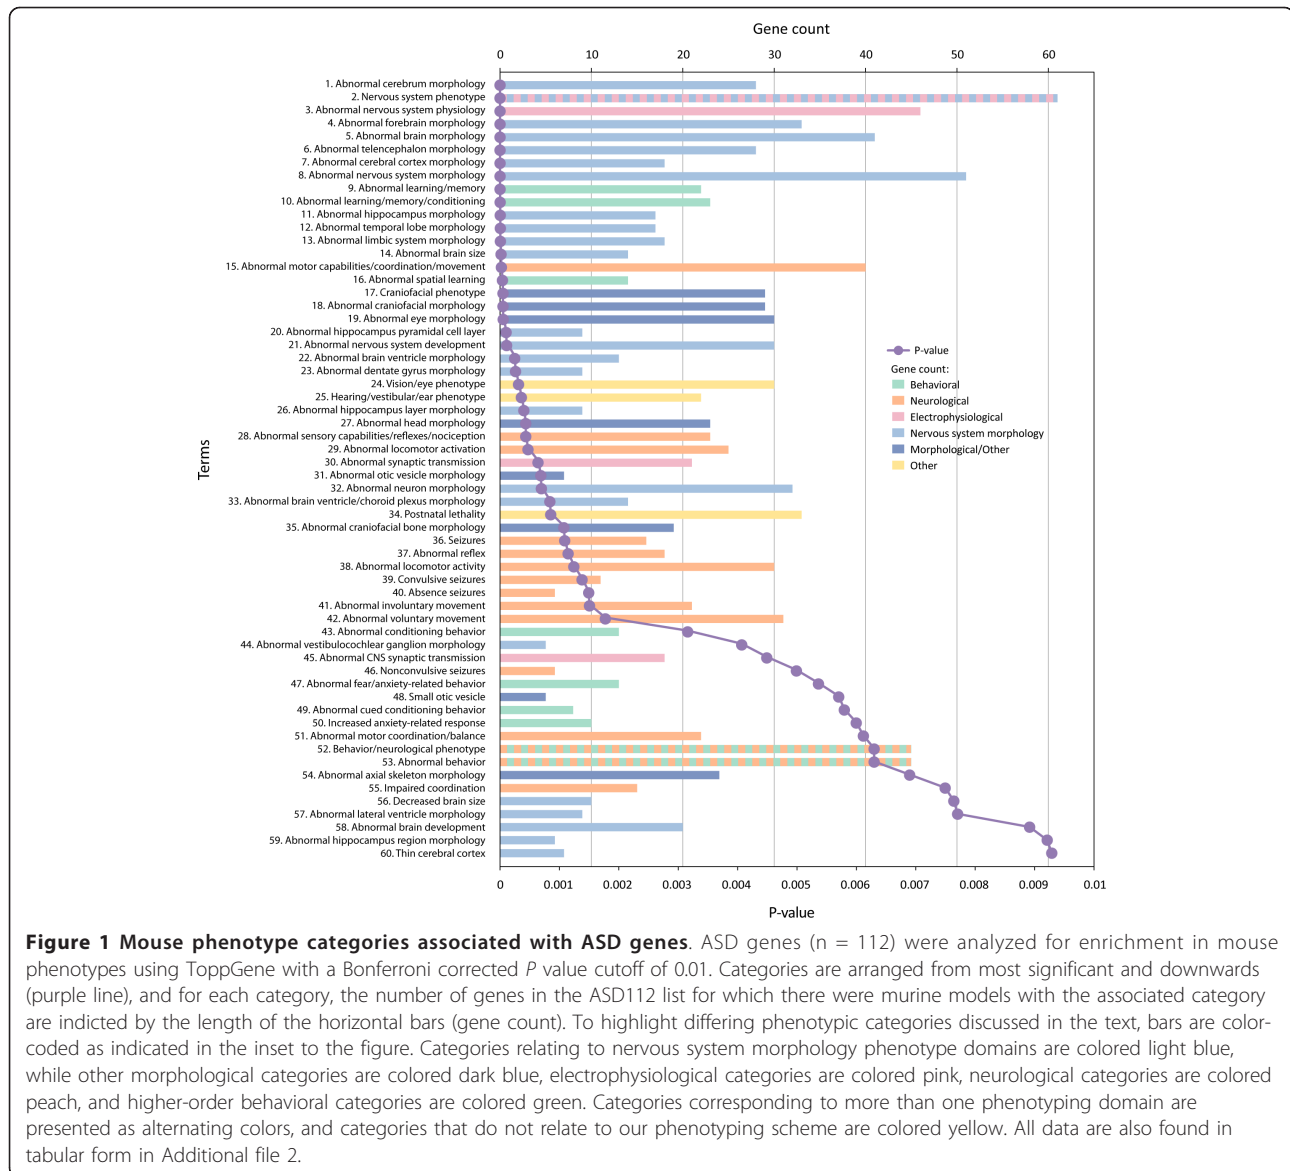 Gene count
0 10 20 30 40 50 60
1. Abnormal cerebrum morphology
2. Nervous system phenotype
3. Abnormal nervous system physiology
4. Abnormal forebrain morphology
5. Abnormal brain morphology
6. Abnormal telencephalon morphology
7. Abnormal cerebral cortex morphology
8. Abnormal nervous system morphology
9. Abnormal learning/memory
10. Abnormal learning/memory/conditioning
11. Abnormal hippocampus morphology
12. Abnormal temporal lobe morphology
13. Abnormal limbic system morphology
14. Abnormal brain size
15. Abnormal motor capabilities/coordination/movement
16. Abnormal spatial learning
17. Craniofacial phenotype
18. Abnormal craniofacial morphology
19. Abnormal eye morphology
20. Abnormal hippocampus pyramidal cell layer
21. Abnormal nervous system development
22. Abnormal brain ventricle morphology
23. Abnormal dentate gyrus morphology
24. Vision/eye phenotype
25. Hearing/vestibular/ear phenotype
26. Abnormal hippocampus layer morphology
27. Abnormal head morphology
28. Abnormal sensory capabilities/reflexes/nociception
29. Abnormal locomotor activation
30. Abnormal synaptic transmission
31. Abnormal otic vesicle morphology
32. Abnormal neuron morphology
33. Abnormal brain ventricle/choroid plexus morphology
34. Postnatal lethality
35. Abnormal craniofacial bone morphology
36. Seizures
37. Abnormal reflex
38. Abnormal locomotor activity
39. Convulsive seizures
40. Absence seizures
41. Abnormal involuntary movement
42. Abnormal voluntary movement
43. Abnormal conditioning behavior
44. Abnormal vestibulocochlear ganglion morphology
45. Abnormal CNS synaptic transmission
46. Nonconvulsive seizures
47. Abnormal fear/anxiety-related behavior
48. Small otic vesicle
49. Abnormal cued conditioning behavior
50. Increased anxiety-related response
51. Abnormal motor coordination/balance
52. Behavior/neurological phenotype
53. Abnormal behavior
54. Abnormal axial skeleton morphology
55. Impaired coordination
56. Decreased brain size
57. Abnormal lateral ventricle morphology
58. Abnormal brain development
59. Abnormal hippocampus region morphology
60. Thin cerebral cortex
Terms
P-value
Gene count:
Behavioral
Neurological
Electrophysiological
Nervous system morphology
Morphological/Other
Other
0 0.001 0.002 0.003 0.004 0.005 0.006 0.007 0.008 0.009 0.01
P-value
Figure 1 Mouse phenotype categories associated with ASD genes. ASD genes (n = 112) were analyzed for enrichment in mouse
phenotypes using ToppGene with a Bonferroni corrected P value cutoff of 0.01. Categories are arranged from most significant and downwards
(purple line), and for each category, the number of genes in the ASD112 list for which there were murine models with the associated category
are indicted by the length of the horizontal bars (gene count). To highlight differing phenotypic categories discussed in the text, bars are color-
coded as indicated in the inset to the figure. Categories relating to nervous system morphology phenotype domains are colored light blue,
while other morphological categories are colored dark blue, electrophysiological categories are colored pink, neurological categories are colored
peach, and higher-order behavioral categories are colored green. Categories corresponding to more than one phenotyping domain are
presented as alternating colors, and categories that do not relate to our phenotyping scheme are colored yellow. All data are also found in
tabular form in Additional file 2.